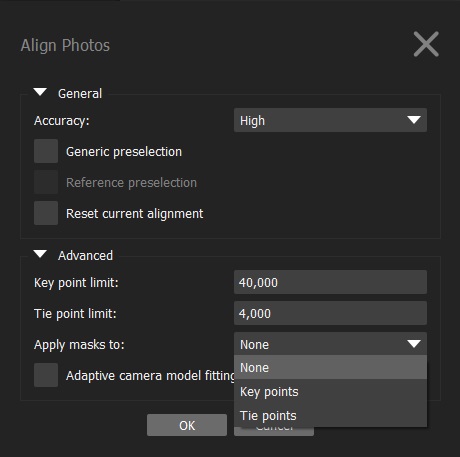 Align Photos
General
Accuracy: High
Generic preselection
Reference preselection
Reset current alignment
Advanced
Key point limit: 40,000
Tie point limit: 4,000
Apply masks to: None
None
Adaptive camera model fitting
Key points
Tie points
OK Cancel